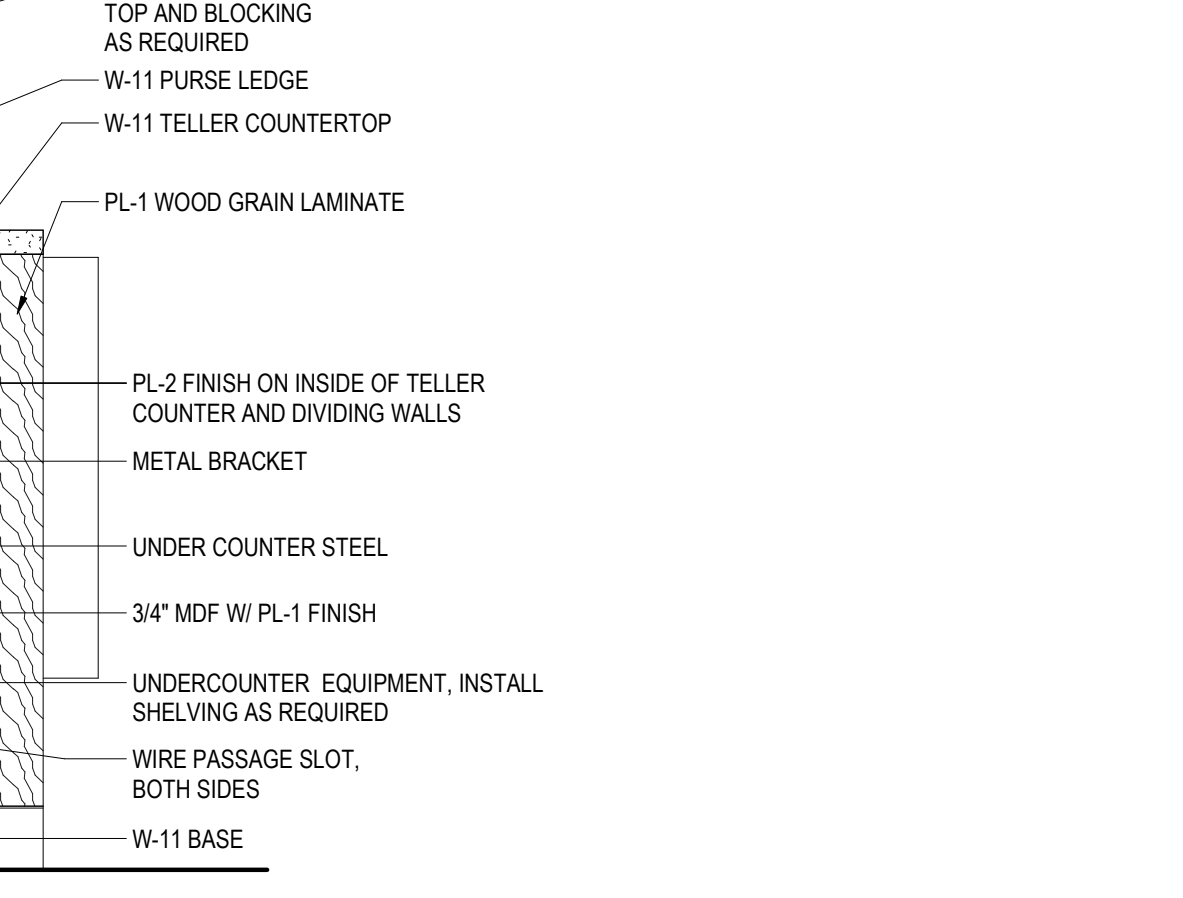 TOP AND BLOCKING
AS REQUIRED
W-11 PURSE LEDGE
W-11 TELLER COUNTERTOP
PL-1 WOOD GRAIN LAMINATE
PL-2 FINISH ON INSIDE OF TELLER
COUNTER AND DIVIDING WALLS
METAL BRACKET
UNDER COUNTER STEEL
3/4" MDF W/ PL-1 FINISH
UNDERCOUNTER  EQUIPMENT, INSTALL
SHELVING AS REQUIRED
WIRE PASSAGE SLOT,
BOTH SIDES
W-11 BASE